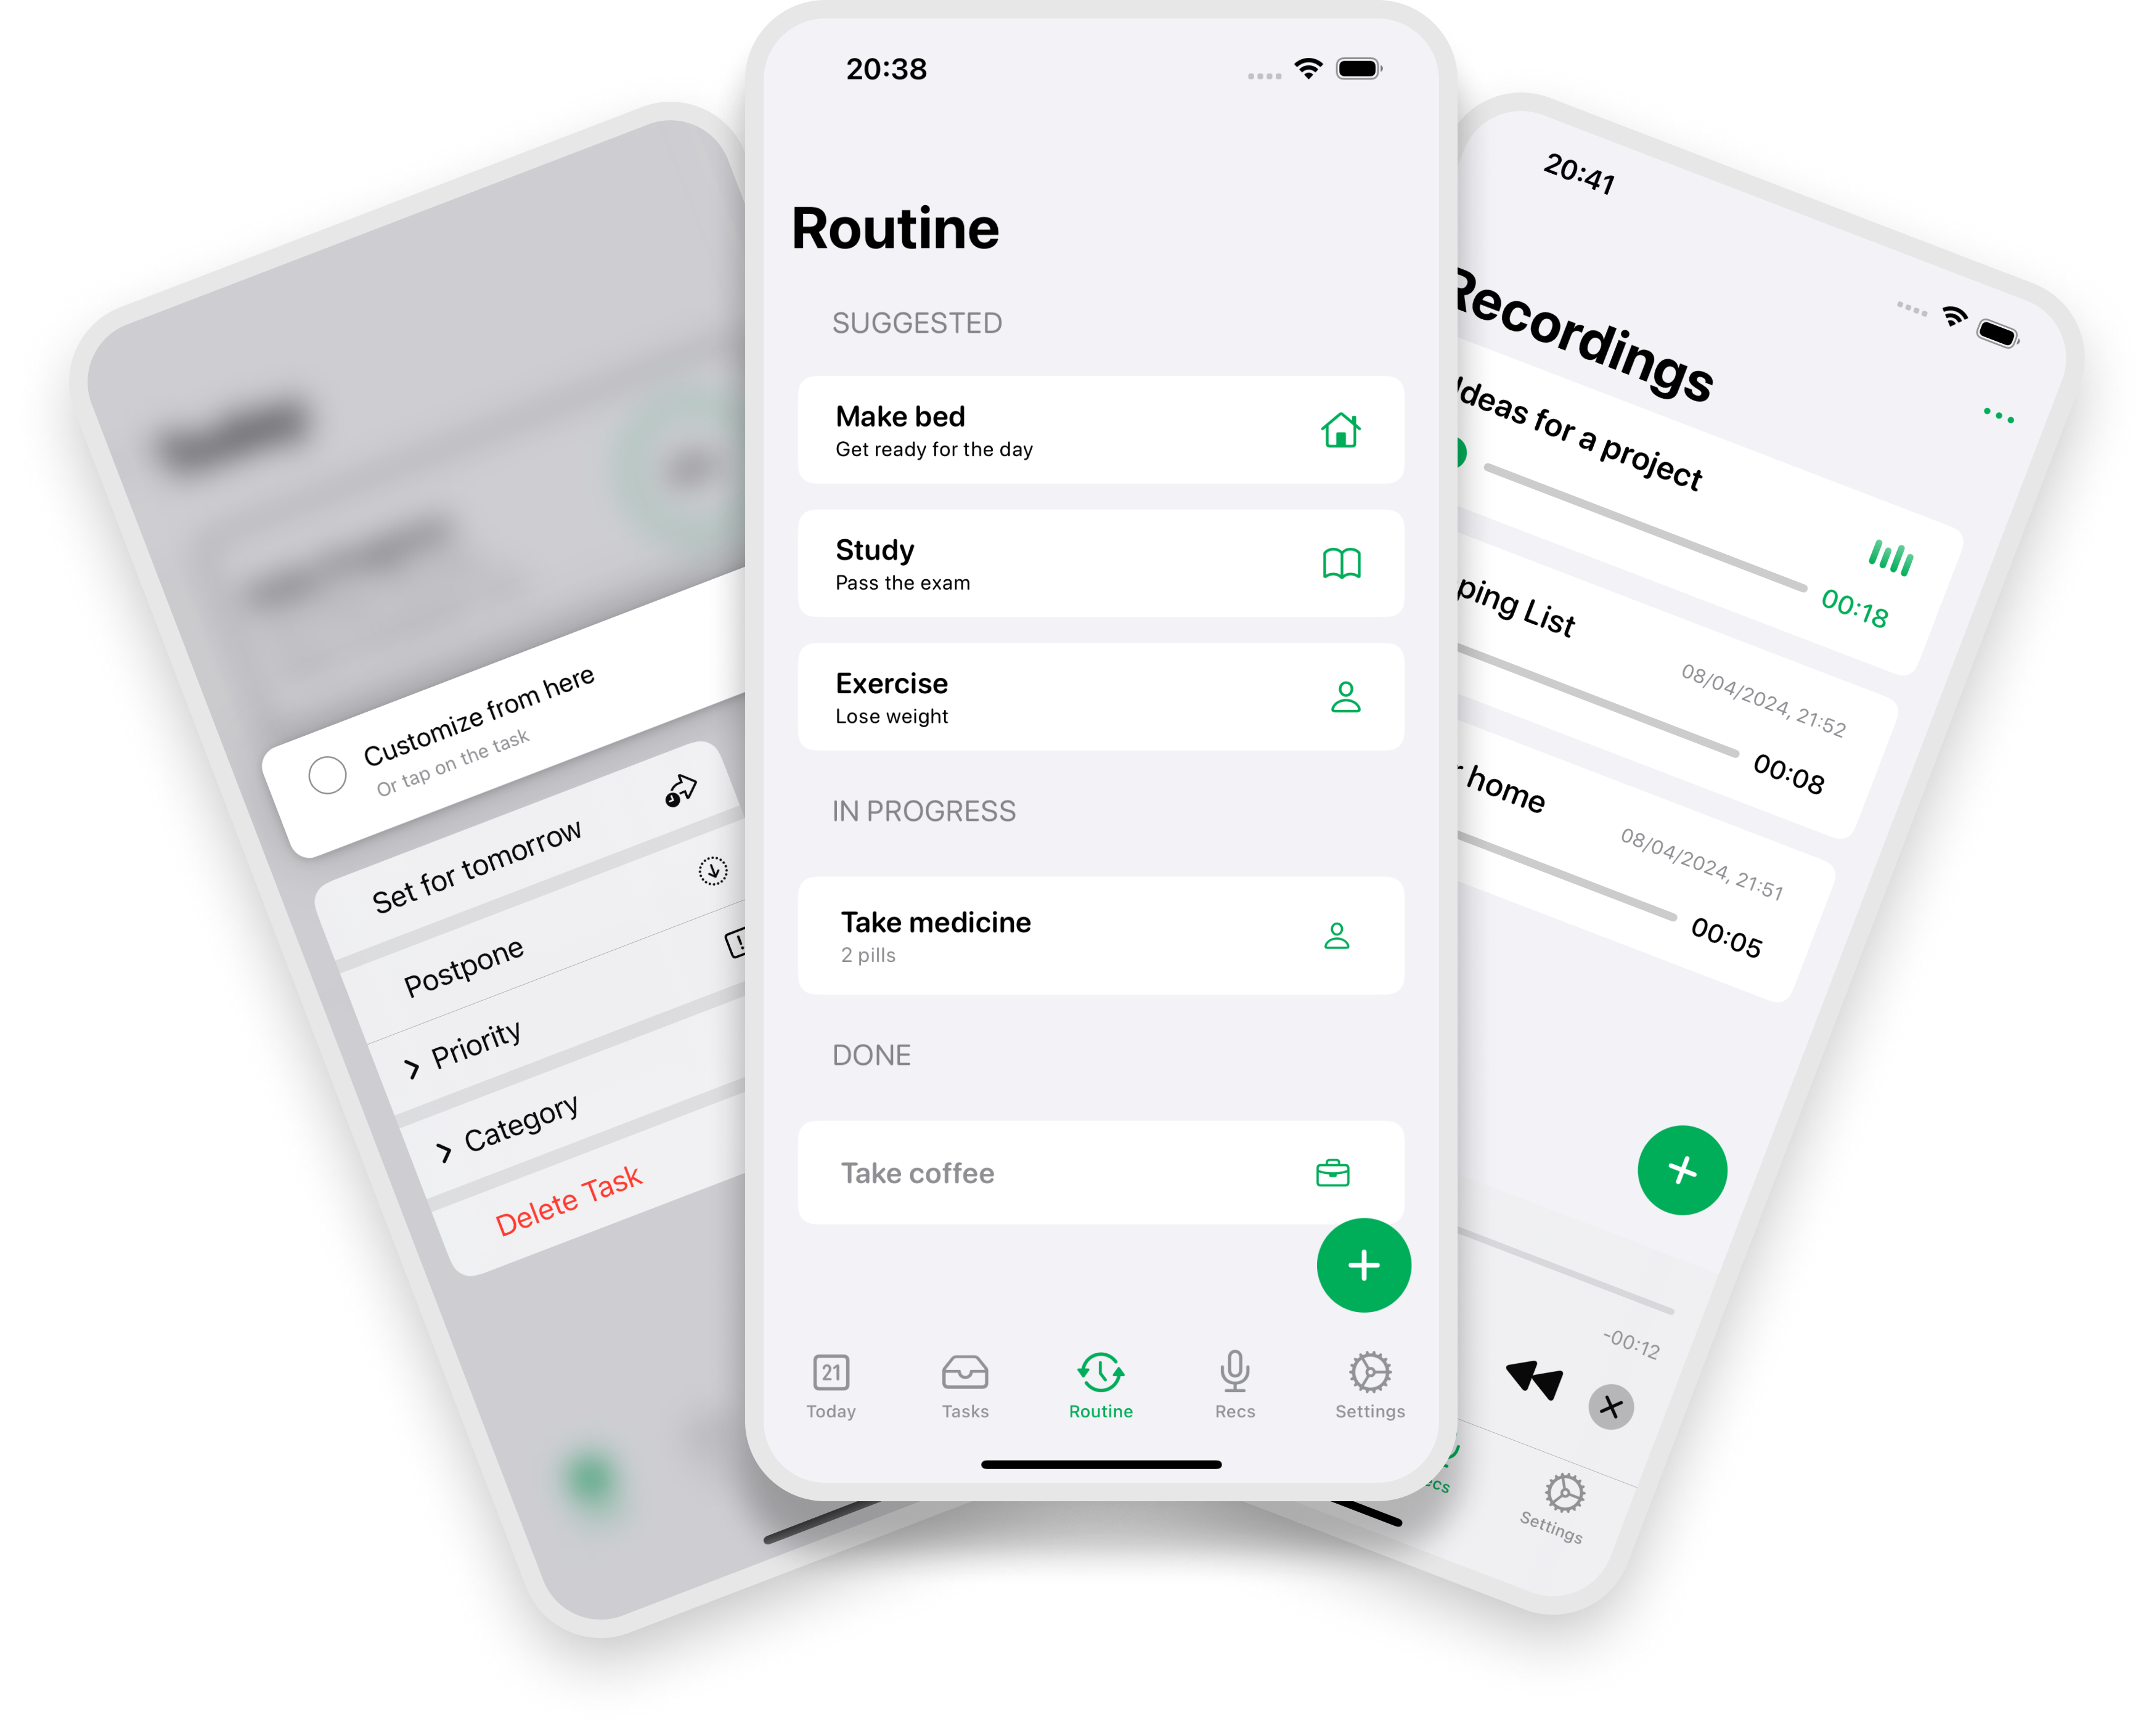 Customize from here
Or tap on the task
Set for tomorrow
Postpone
Priority
Category
Delete Task
20:38
Routine
SUGGESTED
Make bed
Get ready for the day
Study
Pass the exam
Exercise
Lose weight
IN PROGRESS
Take medicine
2 pills
DONE
Take coffee
21
Today
Tasks
Routine
Recs
Settings
20:41
Recordings
Ideas for a project
00:18
List
08/04/2024, 21:52
00:08
home
08/04/2024, 21:51
00:05
-00:12
Settings